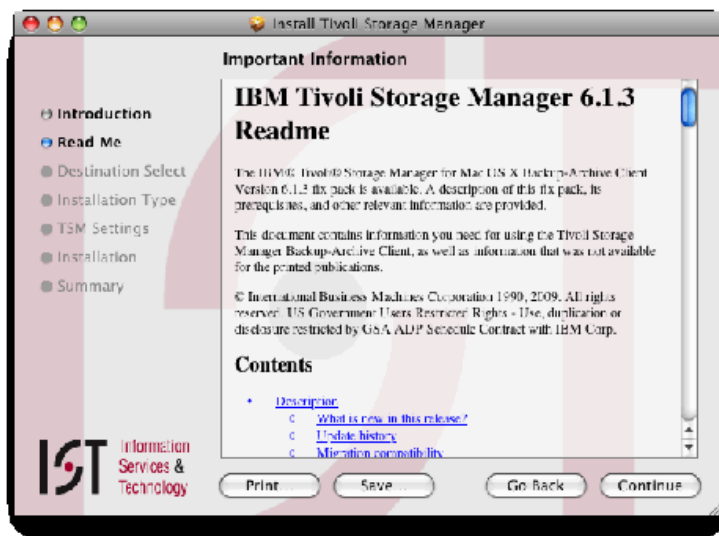 Install Tivoli Storage Manager
Important Information
Introduction
Read Me
Destination Select
Installation Type
TSM Settings
Installation
Summary
IBM Tivoli Storage Manager 6.1.3
Readme
The IBM® Tivoli® Storage Manager for Mac OS X Backup-Archive Client
Version 6.1.3 fix pack is available. A description of this fix pack, its
prerequisites, and other relevant information are provided.
This document contains information you need for using the Tivoli Storage
Manager Backup-Archive Client, as well as information that was not available
for the printed publications.
© International Business Machines Corporation 1990, 2009. All rights
reserved. US Government Users Restricted Rights - Use, duplication or
disclosure restricted by GSA ADP Schedule Contract with IBM Corp.
Contents
Description
What is new in this release?
Update history
Migration compatibility
IST Information
Services &
Technology
Print... Save... Go Back Continue